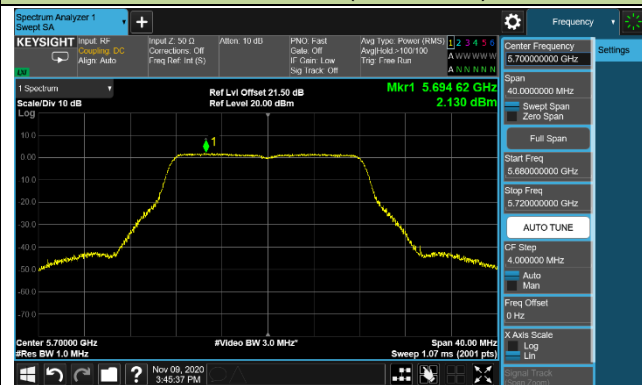 Spectrum Analyzer 1
Swept SA
Frequency
KEYSIGHT
Input: RF
Coupling: DC
Align: Auto
Input Z: 50 Ω
Corrections: Off
Freq Ref: Int (S)
Atten: 10 dB
PNO: Fast
Gate: Off
IF Gain: Low
Sig Track: Off
Avg Type: Power (RMS)
Avg|Hold:>100/100
Trig: Free Run
1 2 3 4 5 6
A W W W W W
A N N N N N
LXI
Center Frequency
5.700000000 GHz
Settings
Span
40.0000000 MHz
Swept Span
Zero Span
Full Span
Start Freq
5.680000000 GHz
Stop Freq
5.720000000 GHz
AUTO TUNE
CF Step
4.000000 MHz
Auto
Man
Freq Offset
0 Hz
X Axis Scale
Log
Lin
Signal Track
(Span Zoom)
1 Spectrum
Scale/Div 10 dB
Log
Ref Lvl Offset 21.50 dB
Ref Level 20.00 dBm
Mkr1 5.694 62 GHz
2.130 dBm
1
10.0
0.00
-10.0
-20.0
-30.0
-40.0
-50.0
-60.0
-70.0
Center 5.70000 GHz
#Res BW 1.0 MHz
#Video BW 3.0 MHz*
Span 40.00 MHz
Sweep 1.07 ms (2001 pts)
Nov 09, 2020
3:45:37 PM